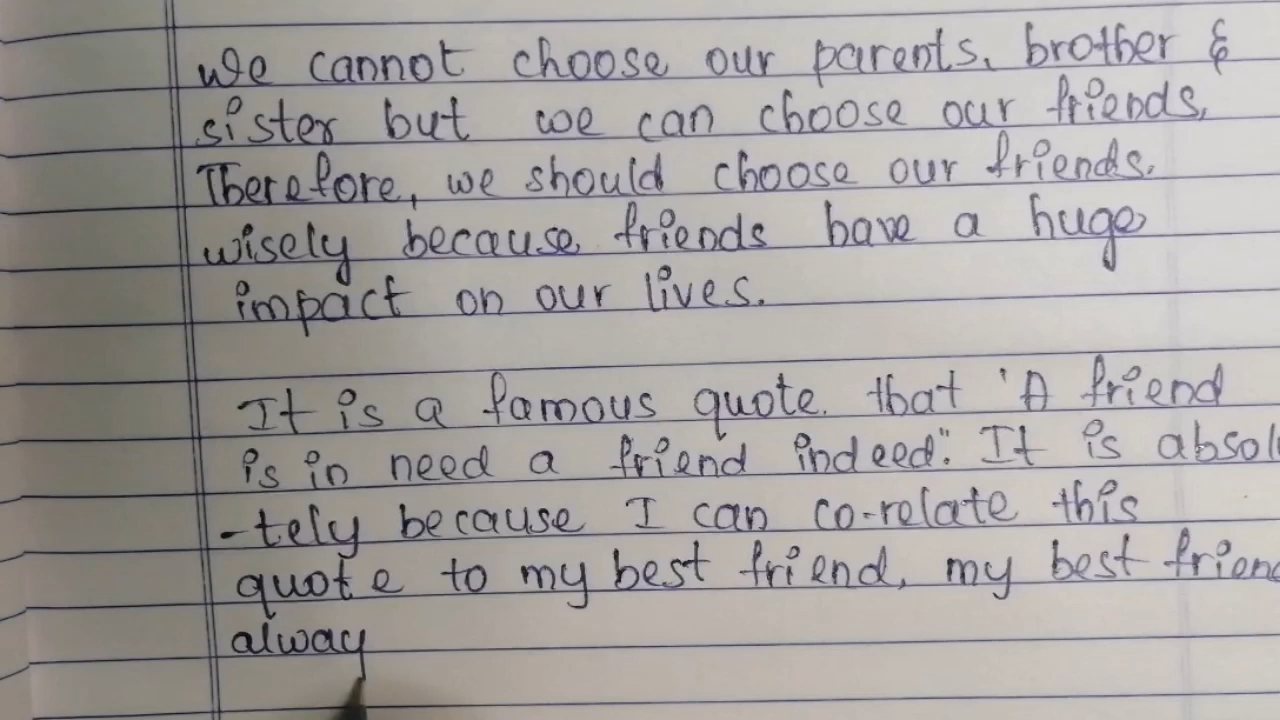 we cannot choose our parents, brother &
sister but we can choose our friends,
Therefore, we should choose our friends.
wisely because friends have a huge
impact on our lives.
It is a famous quote. that 'A friend
is in need a friend indeed". It is absol
-tely because I can co-relate this
quote to my best friend, my best friend
alway